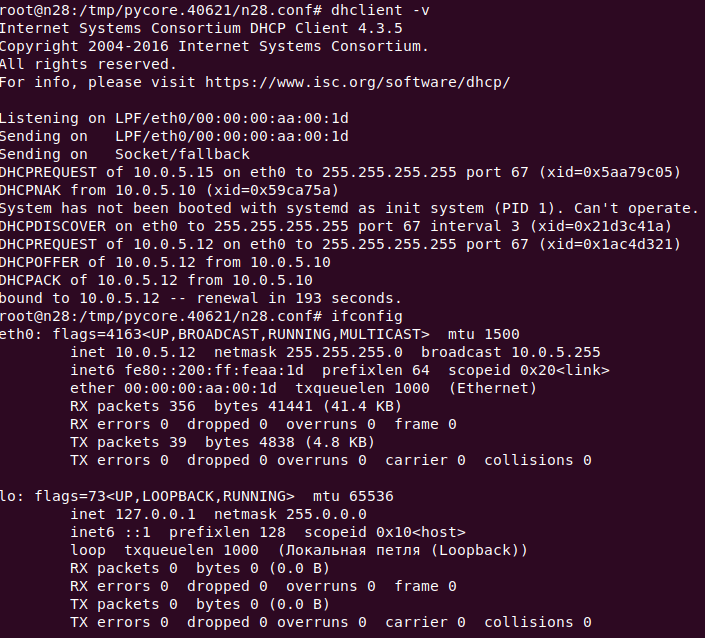 root@n28:/tmp/pycore.40621/n28.conf# dhclient -v
Internet Systems Consortium DHCP Client 4.3.5
Copyright 2004-2016 Internet Systems Consortium.
All rights reserved.
For info, please visit https://www.isc.org/software/dhcp/

Listening on LPF/eth0/00:00:00:aa:00:1d
Sending on   LPF/eth0/00:00:00:aa:00:1d
Sending on   Socket/fallback
DHCPREQUEST of 10.0.5.15 on eth0 to 255.255.255.255 port 67 (xid=0x5aa79c05)
DHCPNAK from 10.0.5.10 (xid=0x59ca75a)
System has not been booted with systemd as init system (PID 1). Can't operate.
DHCPDISCOVER on eth0 to 255.255.255.255 port 67 interval 3 (xid=0x21d3c41a)
DHCPREQUEST of 10.0.5.12 on eth0 to 255.255.255.255 port 67 (xid=0x1ac4d321)
DHCPOFFER of 10.0.5.12 from 10.0.5.10
DHCPACK of 10.0.5.12 from 10.0.5.10
bound to 10.0.5.12 -- renewal in 193 seconds.
root@n28:/tmp/pycore.40621/n28.conf# ifconfig
eth0: flags=4163<UP,BROADCAST,RUNNING,MULTICAST>  mtu 1500
        inet 10.0.5.12  netmask 255.255.255.0  broadcast 10.0.5.255
        inet6 fe80::200:ff:feaa:1d  prefixlen 64  scopeid 0x20<link>
        ether 00:00:00:aa:00:1d  txqueuelen 1000  (Ethernet)
        RX packets 356  bytes 41441 (41.4 KB)
        RX errors 0  dropped 0  overruns 0  frame 0
        TX packets 39  bytes 4838 (4.8 KB)
        TX errors 0  dropped 0 overruns 0  carrier 0  collisions 0

lo: flags=73<UP,LOOPBACK,RUNNING>  mtu 65536
        inet 127.0.0.1  netmask 255.0.0.0
        inet6 ::1  prefixlen 128  scopeid 0x10<host>
        loop  txqueuelen 1000  (Локальная петля (Loopback))
        RX packets 0  bytes 0 (0.0 B)
        RX errors 0  dropped 0  overruns 0  frame 0
        TX packets 0  bytes 0 (0.0 B)
        TX errors 0  dropped 0 overruns 0  carrier 0  collisions 0